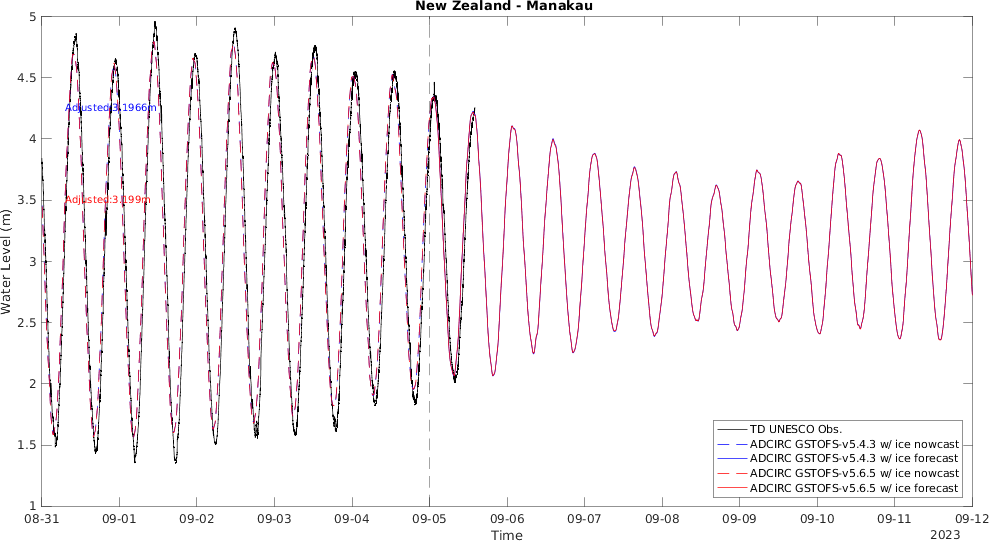 New Zealand - Manakau
5
4.5
4
3.5
3
2.5
2
1.5
1
Water Level (m)
Adjusted:3.1966m
Adjusted:3.199m
TD UNESCO Obs.
ADCIRC GSTOFS-v5.4.3 w/ ice nowcast
ADCIRC GSTOFS-v5.4.3 w/ ice forecast
ADCIRC GSTOFS-v5.6.5 w/ ice nowcast
ADCIRC GSTOFS-v5.6.5 w/ ice forecast
08-31 09-01 09-02 09-03 09-04 09-05 09-06 09-07 09-08 09-09 09-10 09-11 09-12
Time
2023